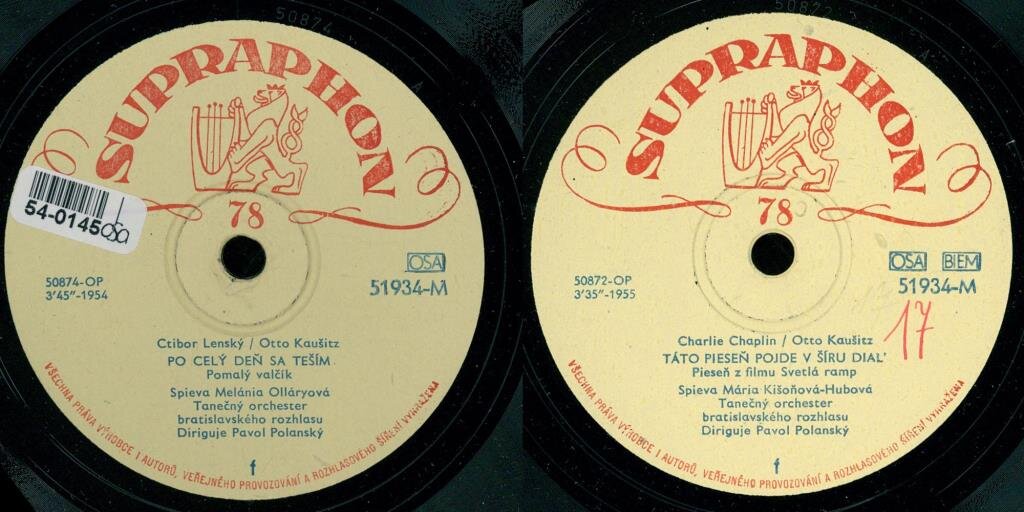 50874
SUPRAPHON
78
54-0145
OSA
50874-OP
3'45"-1954
51934-M
Ctibor Lenský / Otto Kaušitz
PO CELÝ DEŇ SA TEŠÍM
Pomalý valčík
Spieva Melánia Olláryová
Tanečný orchester
bratislavského rozhlasu
Diriguje Pavol Polanský
f
VŠECHNA PRÁVA VÝROBCE I AUTORŮ, VEŘEJNÉHO PROVOZOVÁNÍ A ROZHLASOVÉHO ŠÍŘENÍ VYHRAŽENA
SUPRAPHON
78
OSA BIEM
50872-OP
3'35"-1955
51934-M
17
Charlie Chaplin / Otto Kaušitz
TÁTO PIESEŇ POJDE V ŠÍRU DIAL'
Pieseň z filmu Svetlá ramp
Spieva Mária Kišoňová-Hubová
Tanečný orchester
bratislavského rozhlasu
Diriguje Pavol Polanský
f
VŠECHNA PRÁVA VÝROBCE I AUTORŮ, VEŘEJNÉHO PROVOZOVÁNÍ A ROZHLASOVÉHO ŠÍŘENÍ VYHRAŽENA